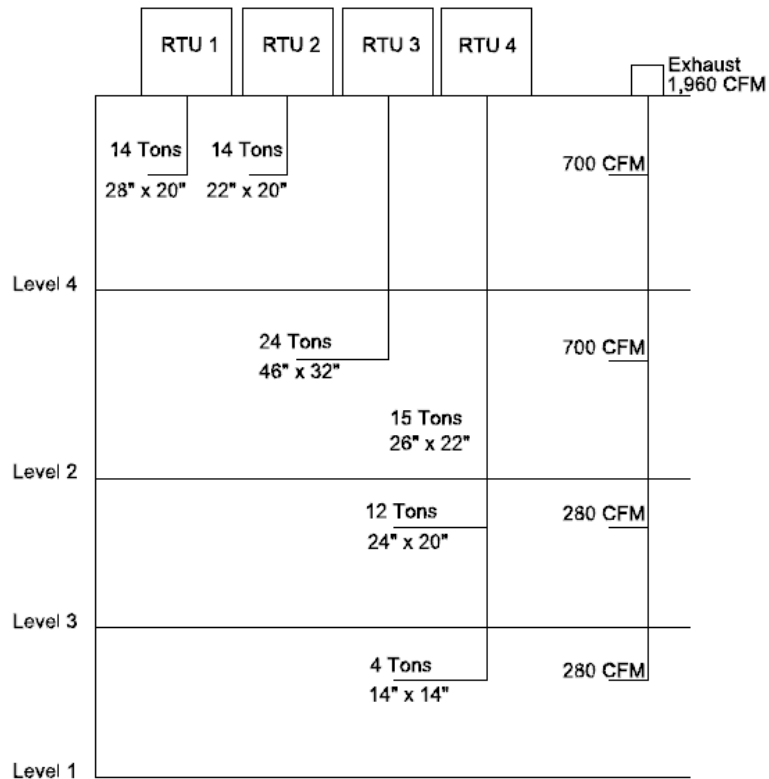 RTU 1
RTU 2
RTU 3
RTU 4
Exhaust
1,960 CFM
14 Tons
28" x 20"
14 Tons
22" x 20"
700 CFM
Level 4
24 Tons
46" x 32"
700 CFM
15 Tons
26" x 22"
Level 2
12 Tons
24" x 20"
280 CFM
Level 3
4 Tons
14" x 14"
280 CFM
Level 1